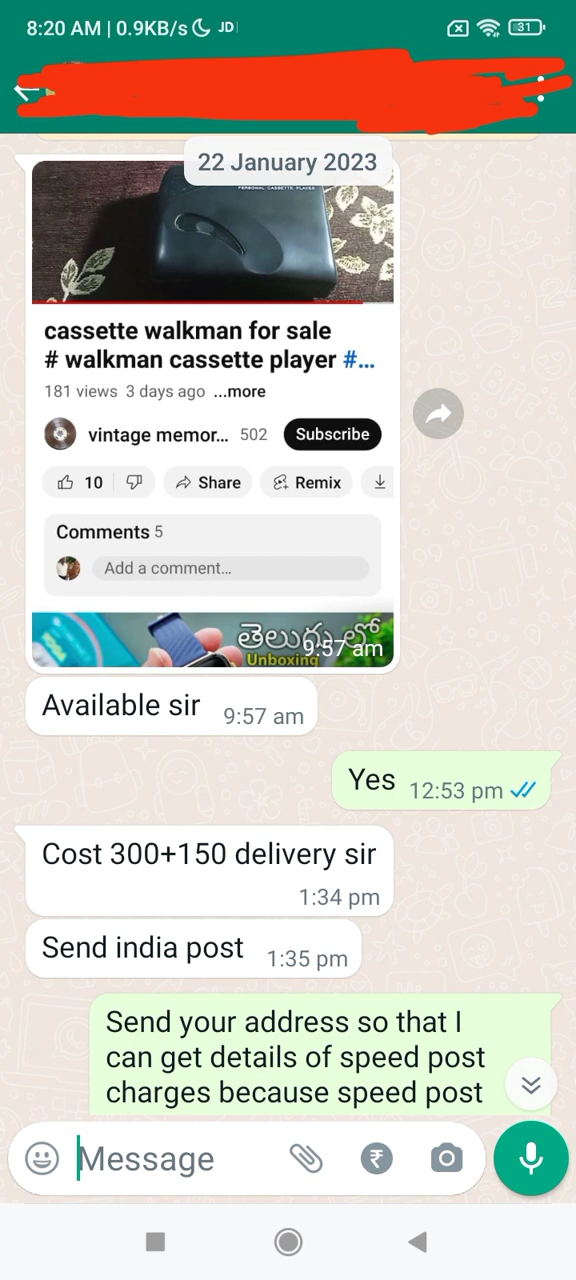 8:20 AM | 0.9KB/s JD
31
22 January 2023
PERSONAL CASSETTE PLAYER
cassette walkman for sale
# walkman cassette player #...
181 views 3 days ago ...more
vintage memor... 502 Subscribe
10 Share Remix
Comments 5
Add a comment...
తెలుగులో
Unboxing
9:57 am
Available sir 9:57 am
Yes 12:53 pm
Cost 300+150 delivery sir
1:34 pm
Send india post 1:35 pm
Send your address so that I
can get details of speed post
charges because speed post
Message